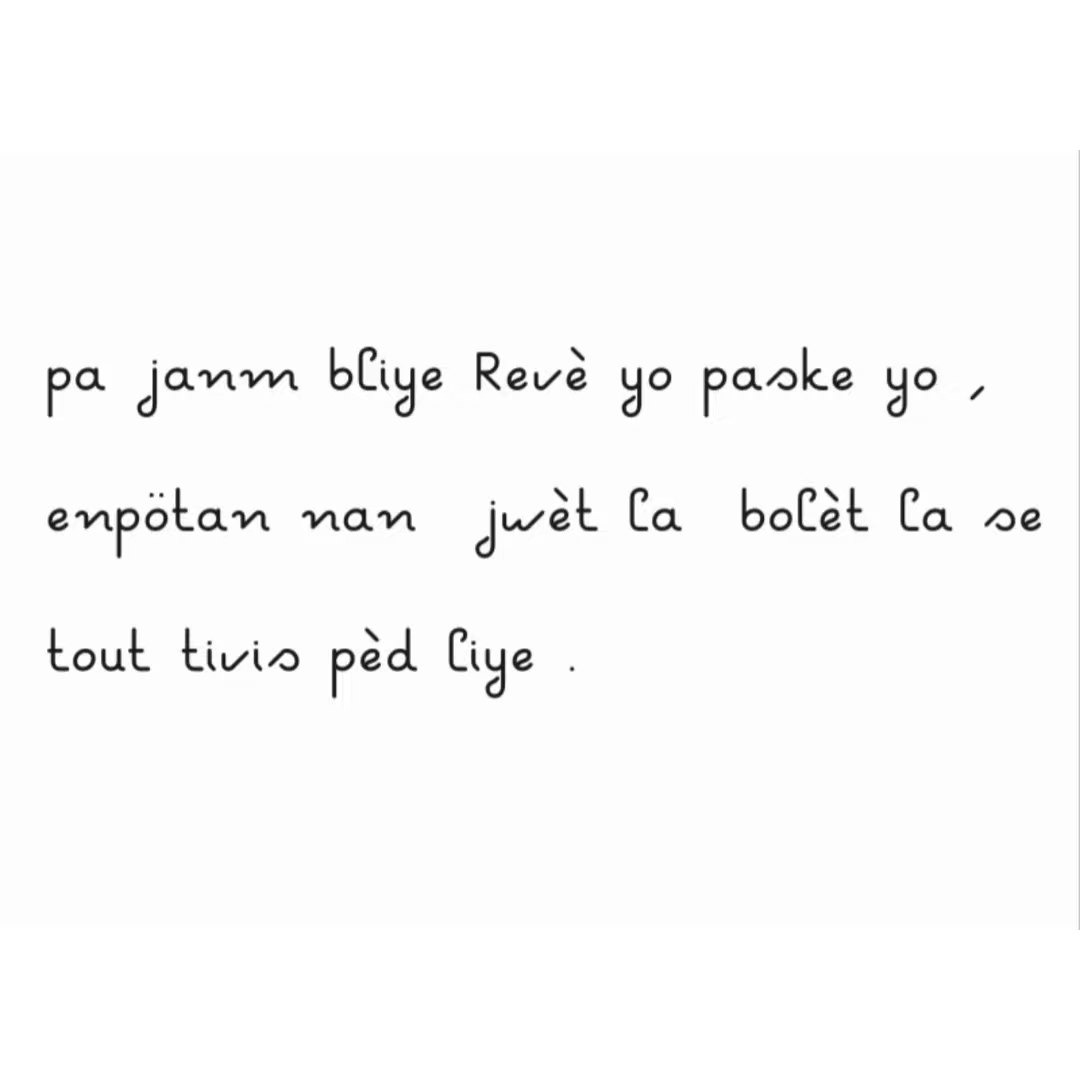 pa janm bliye Revè yo paske yo ,
enpötan nan jwèt la bolèt la se
tout tivis pèd liye .